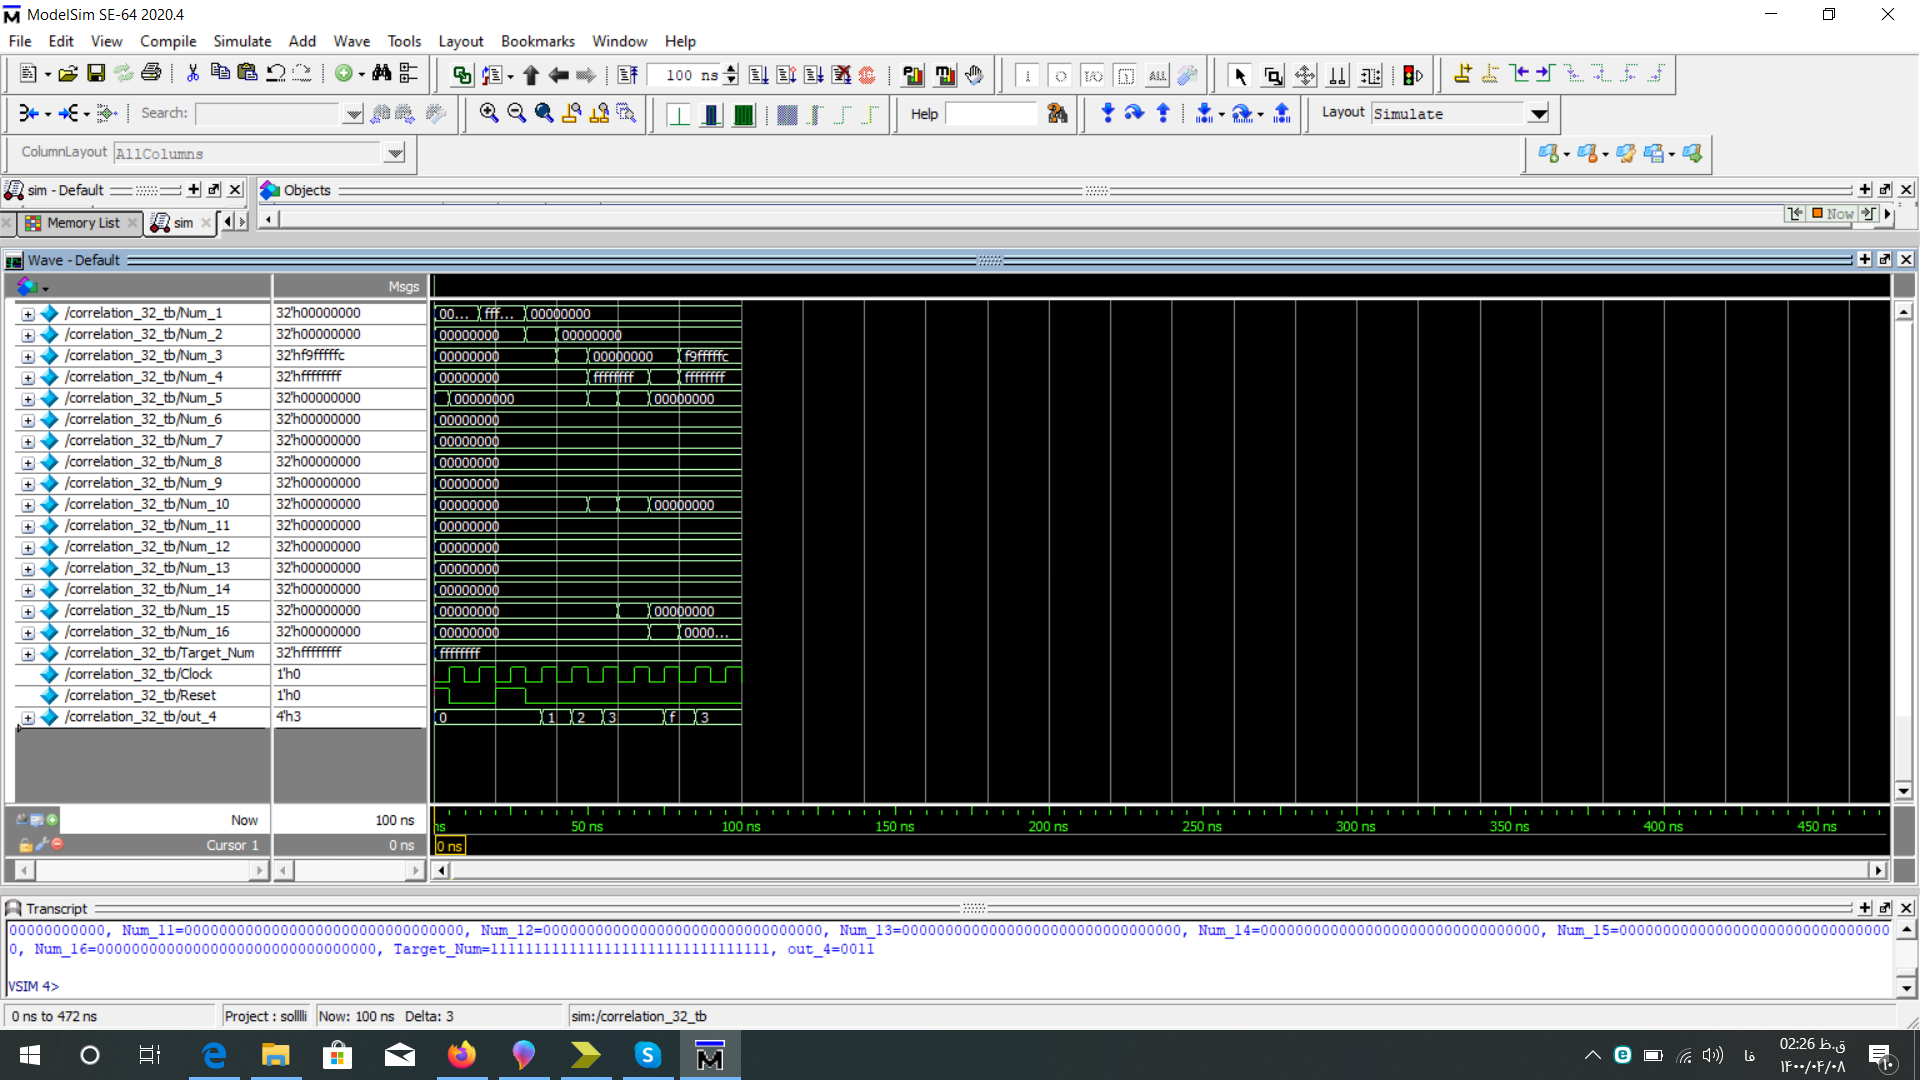 ModelSim SE-64 2020.4
File Edit View Compile Simulate Add Wave Tools Layout Bookmarks Window Help
100 ns
Search:
Help
Layout Simulate
ColumnLayout AllColumns
sim - Default
Objects
Memory List
sim
Now
Wave - Default
Msgs
/correlation_32_tb/Num_1 32'h00000000 00... fff... 00000000
/correlation_32_tb/Num_2 32'h00000000 00000000 00000000
/correlation_32_tb/Num_3 32'hf9fffffc 00000000 00000000 f9fffffc
/correlation_32_tb/Num_4 32'hffffffff 00000000 ffffffff ffffffff
/correlation_32_tb/Num_5 32'h00000000 00000000 00000000
/correlation_32_tb/Num_6 32'h00000000 00000000
/correlation_32_tb/Num_7 32'h00000000 00000000
/correlation_32_tb/Num_8 32'h00000000 00000000
/correlation_32_tb/Num_9 32'h00000000 00000000
/correlation_32_tb/Num_10 32'h00000000 00000000 00000000
/correlation_32_tb/Num_11 32'h00000000 00000000
/correlation_32_tb/Num_12 32'h00000000 00000000
/correlation_32_tb/Num_13 32'h00000000 00000000
/correlation_32_tb/Num_14 32'h00000000 00000000
/correlation_32_tb/Num_15 32'h00000000 00000000 00000000
/correlation_32_tb/Num_16 32'h00000000 00000000 0000...
/correlation_32_tb/Target_Num 32'hffffffff ffffffff
/correlation_32_tb/Clock 1'h0
/correlation_32_tb/Reset 1'h0
/correlation_32_tb/out_4 4'h3 0 1 2 3 f 3
Now 100 ns ns 50 ns 100 ns 150 ns 200 ns 250 ns 300 ns 350 ns 400 ns 450 ns
Cursor 1 0 ns 0 ns
Transcript
00000000000, Num_11=00000000000000000000000000000000, Num_12=00000000000000000000000000000000, Num_13=00000000000000000000000000000000, Num_14=00000000000000000000000000000000, Num_15=0000000000000000000000000000000
0, Num_16=00000000000000000000000000000000, Target_Num=11111111111111111111111111111111, out_4=0011
VSIM 4>
0 ns to 472 ns Project : solllli Now: 100 ns Delta: 3 sim:/correlation_32_tb
فا
02:26 ق.ظ
۱۴۰۰/۰۴/۰۸